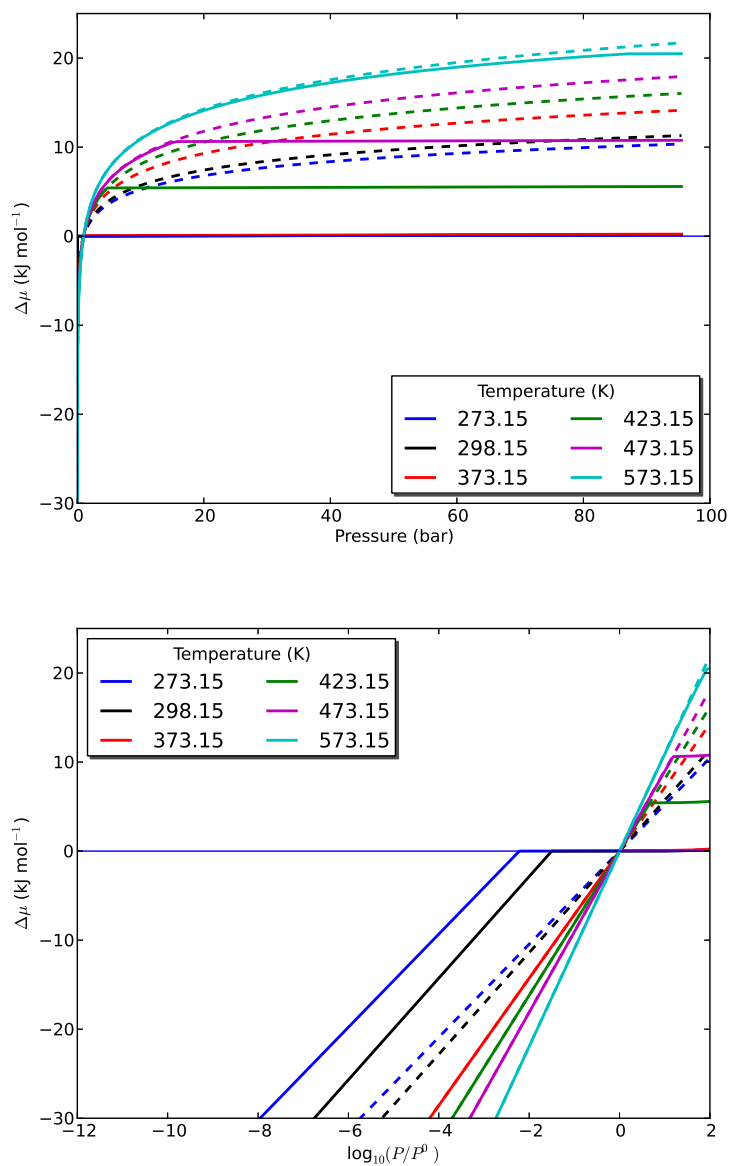 20
10
0
−10
−20
−30
Δμ (kJ mol⁻¹)
Temperature (K)
273.15 423.15
298.15 473.15
373.15 573.15
0 20 40 60 80 100
Pressure (bar)
20
10
0
−10
−20
−30
Δμ (kJ mol⁻¹)
Temperature (K)
273.15 423.15
298.15 473.15
373.15 573.15
−12 −10 −8 −6 −4 −2 0 2
log₁₀(P/P⁰)